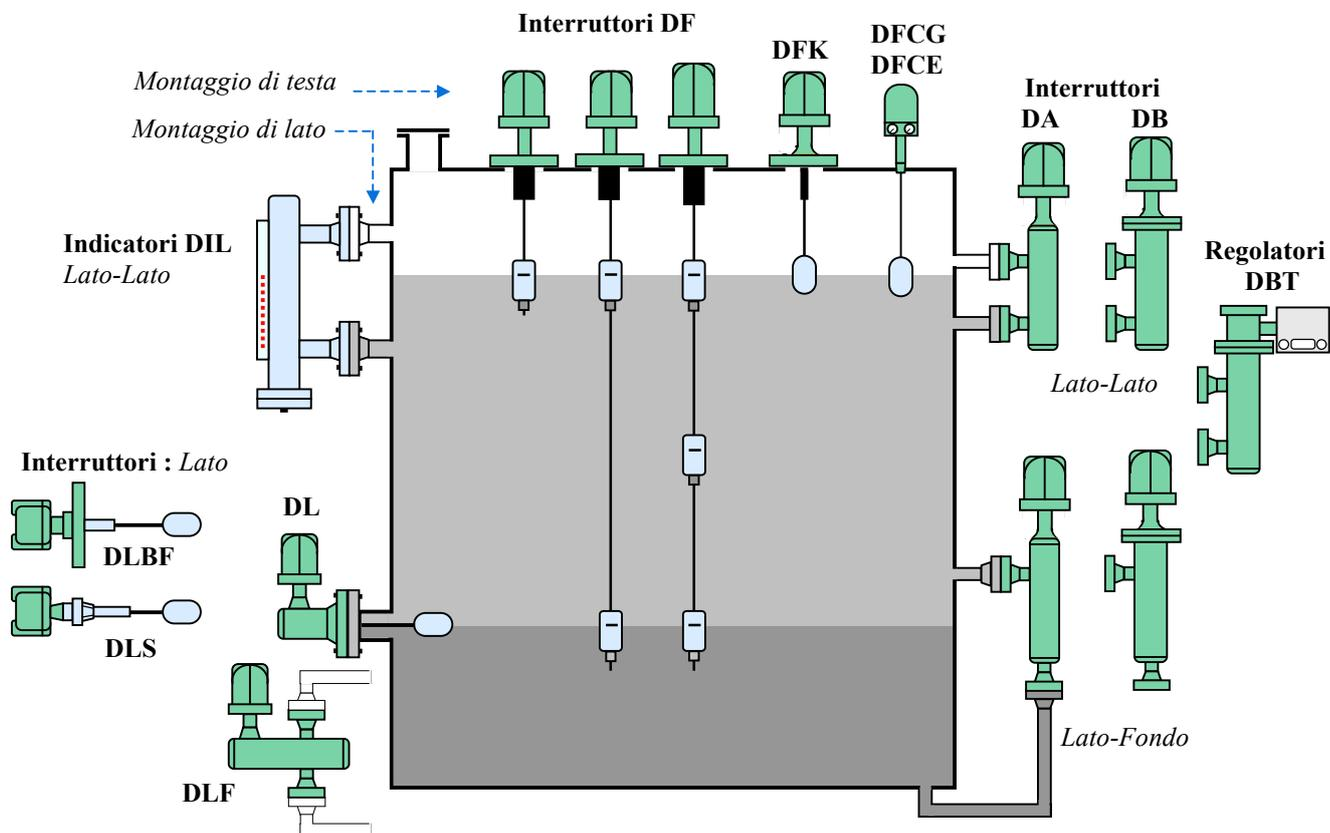 Interruttori DF
DFK
DFCG
DFCE
Montaggio di testa
Montaggio di lato
Interruttori
DA
DB
Indicatori DIL
Lato-Lato
Regolatori
DBT
Lato-Lato
Interruttori : Lato
DLBF
DLS
DL
DLF
Lato-Fondo